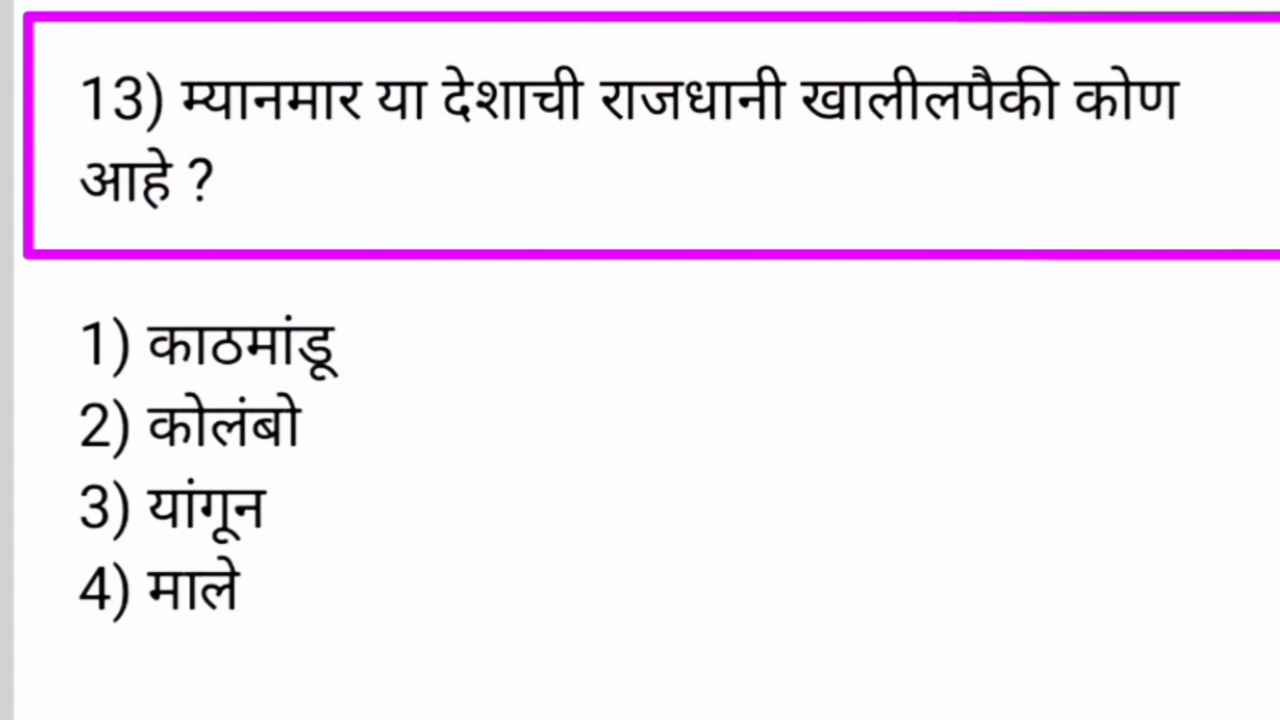 13) म्यानमार या देशाची राजधानी खालीलपैकी कोण
आहे ?
1) काठमांडू
2) कोलंबो
3) यांगून
4) माले